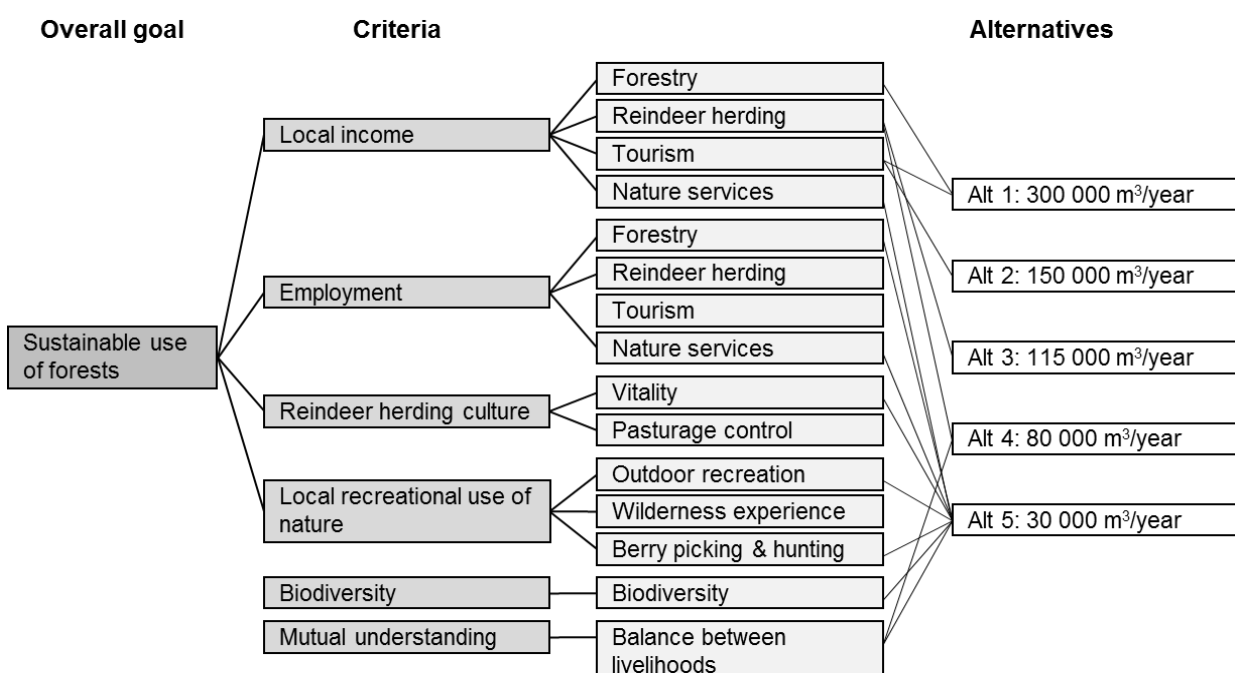 Overall goal
Criteria
Alternatives
Sustainable use
of forests
Local income
Employment
Reindeer herding culture
Local recreational use of
nature
Biodiversity
Mutual understanding
Forestry
Reindeer herding
Tourism
Nature services
Forestry
Reindeer herding
Tourism
Nature services
Vitality
Pasturage control
Outdoor recreation
Wilderness experience
Berry picking & hunting
Biodiversity
Balance between
livelihoods
Alt 1: 300 000 m³/year
Alt 2: 150 000 m³/year
Alt 3: 115 000 m³/year
Alt 4: 80 000 m³/year
Alt 5: 30 000 m³/year